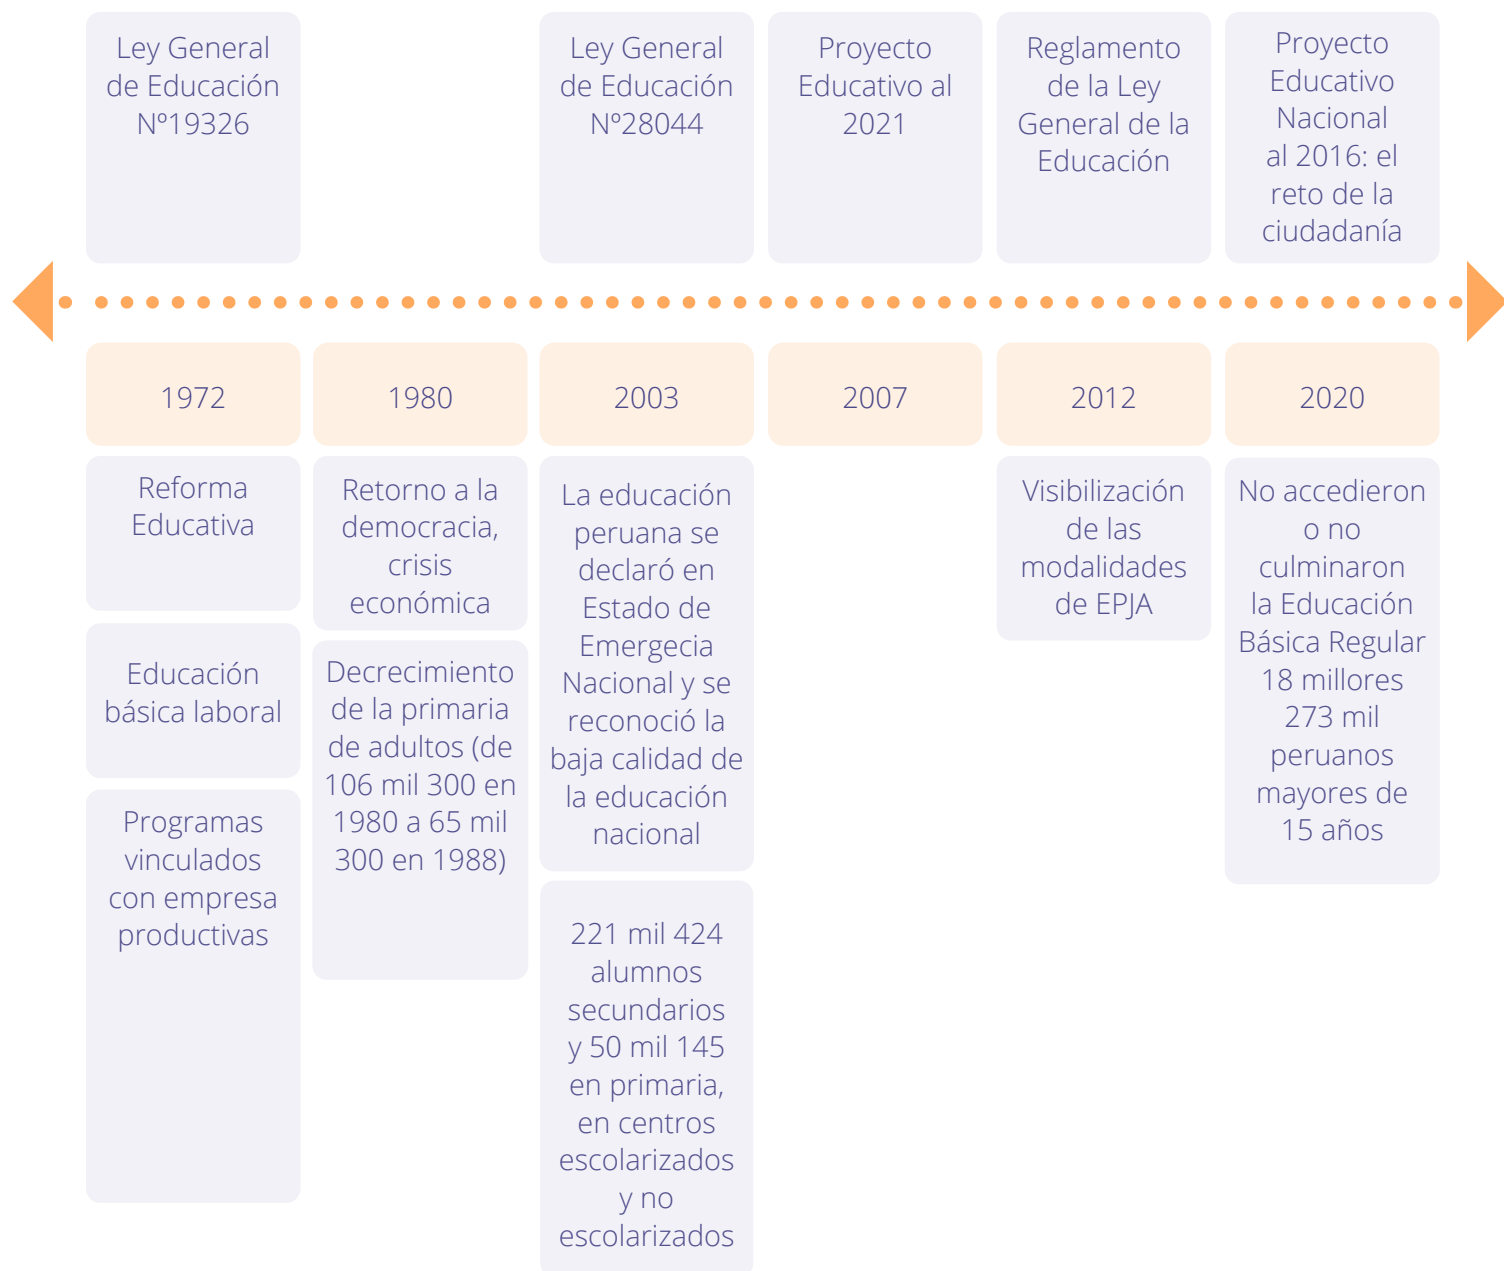 Ley General
de Educación
Nº19326
Ley General
de Educación
Nº28044
Proyecto
Educativo al
2021
Reglamento
de la Ley
General de la
Educación
Proyecto
Educativo
Nacional
al 2016: el
reto de la
ciudadanía
1972
1980
2003
2007
2012
2020
Reforma
Educativa
Educación
básica laboral
Programas
vinculados
con empresa
productivas
Retorno a la
democracia,
crisis
económica
Decrecimiento
de la primaria
de adultos (de
106 mil 300 en
1980 a 65 mil
300 en 1988)
La educación
peruana se
declaró en
Estado de
Emergecia
Nacional y se
reconoció la
baja calidad de
la educación
nacional
221 mil 424
alumnos
secundarios
y 50 mil 145
en primaria,
en centros
escolarizados
y no
escolarizados
Visibilización
de las
modalidades
de EPJA
No accedieron
o no
culminaron
la Educación
Básica Regular
18 millores
273 mil
peruanos
mayores de
15 años